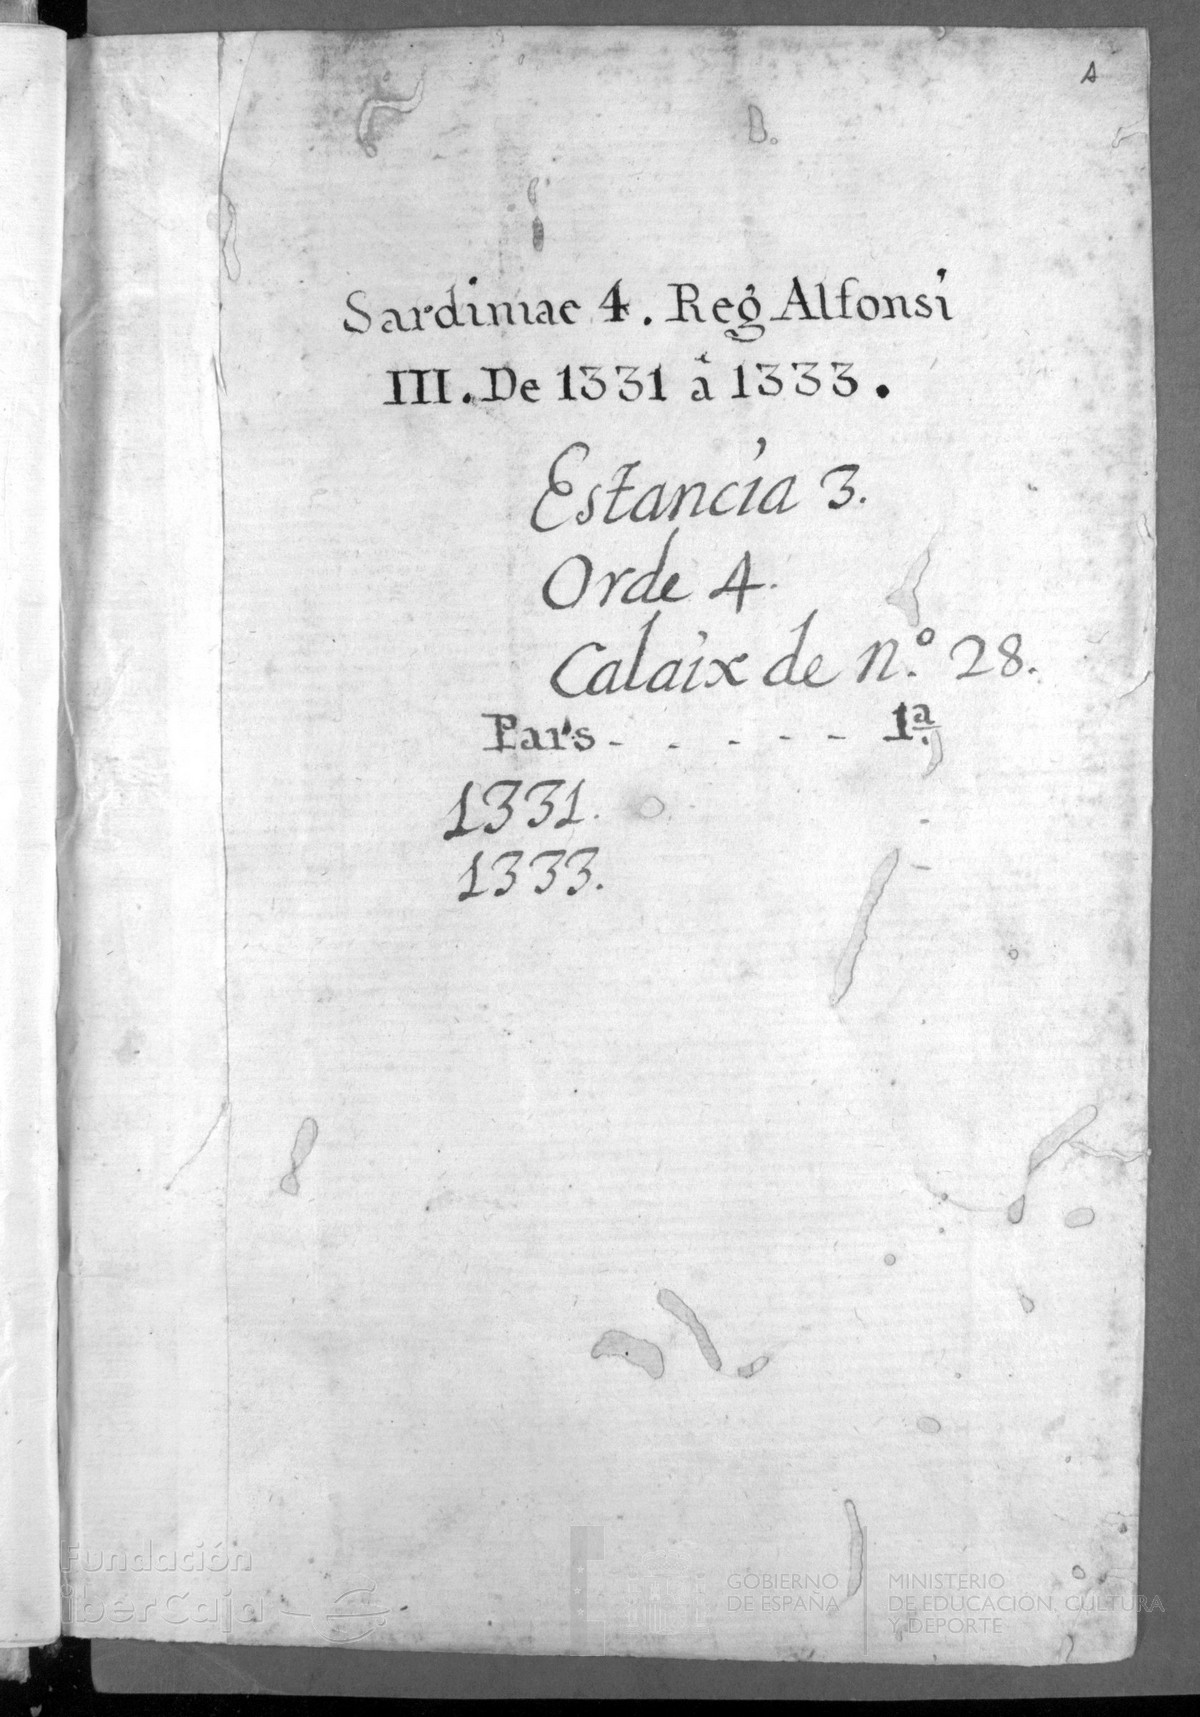 A
Sardiniae 4. Reg Alfonsi
III. De 1331 â 1333.
Estancia 3.
Orde 4.
Calaix de n.º 28.
Pars - - - - - 1ª.
1331.
1333.
Fundación
iberCaja
GOBIERNO
DE ESPAÑA
MINISTERIO
DE EDUCACIÓN, CULTURA
Y DEPORTE